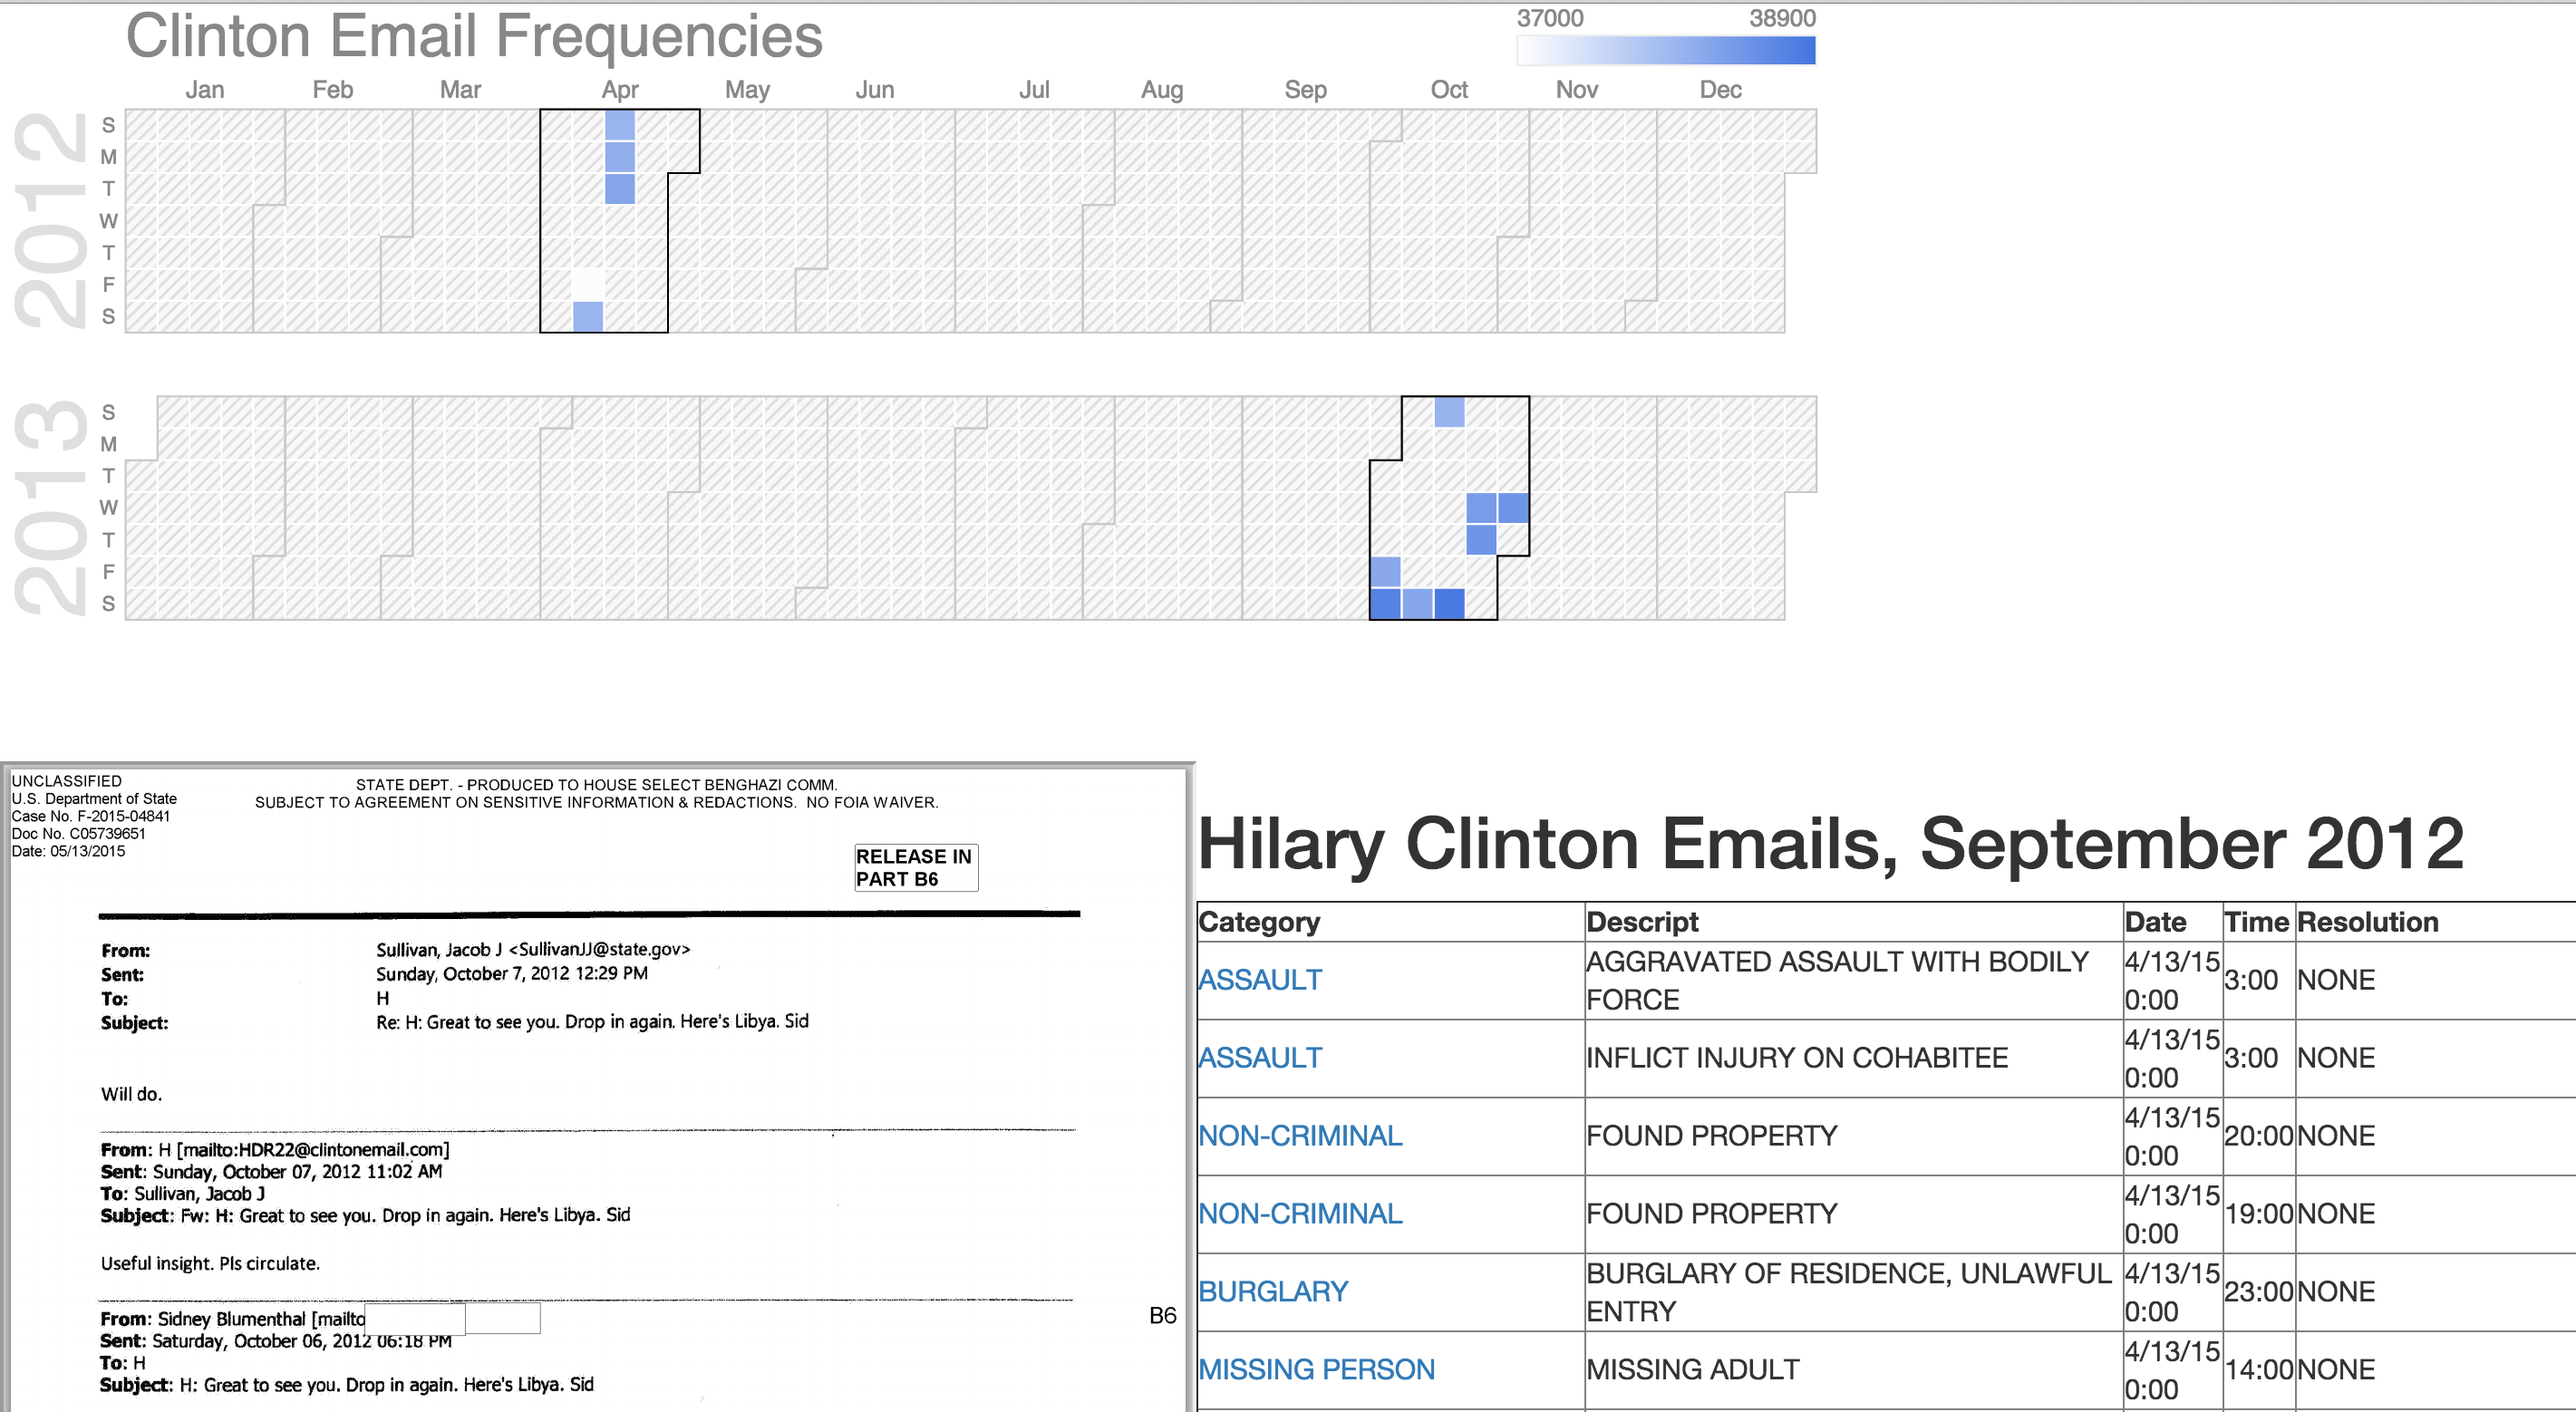 Clinton Email Frequencies
37000 38900
Jan Feb Mar Apr May Jun Jul Aug Sep Oct Nov Dec
2012
S
M
T
W
T
F
S
2013
S
M
T
W
T
F
S
UNCLASSIFIED
U.S. Department of State
Case No. F-2015-04841
Doc No. C05739651
Date: 05/13/2015
STATE DEPT. - PRODUCED TO HOUSE SELECT BENGHAZI COMM.
SUBJECT TO AGREEMENT ON SENSITIVE INFORMATION & REDACTIONS. NO FOIA WAIVER.
RELEASE IN
PART B6
From: Sullivan, Jacob J <SullivanJJ@state.gov>
Sent: Sunday, October 7, 2012 12:29 PM
To: H
Subject: Re: H: Great to see you. Drop in again. Here's Libya. Sid
Will do.
From: H [mailto:HDR22@clintonemail.com]
Sent: Sunday, October 07, 2012 11:02 AM
To: Sullivan, Jacob J
Subject: Fw: H: Great to see you. Drop in again. Here's Libya. Sid
Useful insight. Pls circulate.
From: Sidney Blumenthal [mailto
B6
Sent: Saturday, October 06, 2012 06:18 PM
To: H
Subject: H: Great to see you. Drop in again. Here's Libya. Sid
Hilary Clinton Emails, September 2012
Category Descript Date Time Resolution
ASSAULT AGGRAVATED ASSAULT WITH BODILY FORCE 4/13/15 0:00 3:00 NONE
ASSAULT INFLICT INJURY ON COHABITEE 4/13/15 0:00 3:00 NONE
NON-CRIMINAL FOUND PROPERTY 4/13/15 0:00 20:00 NONE
NON-CRIMINAL FOUND PROPERTY 4/13/15 0:00 19:00 NONE
BURGLARY BURGLARY OF RESIDENCE, UNLAWFUL ENTRY 4/13/15 0:00 23:00 NONE
MISSING PERSON MISSING ADULT 4/13/15 0:00 14:00 NONE